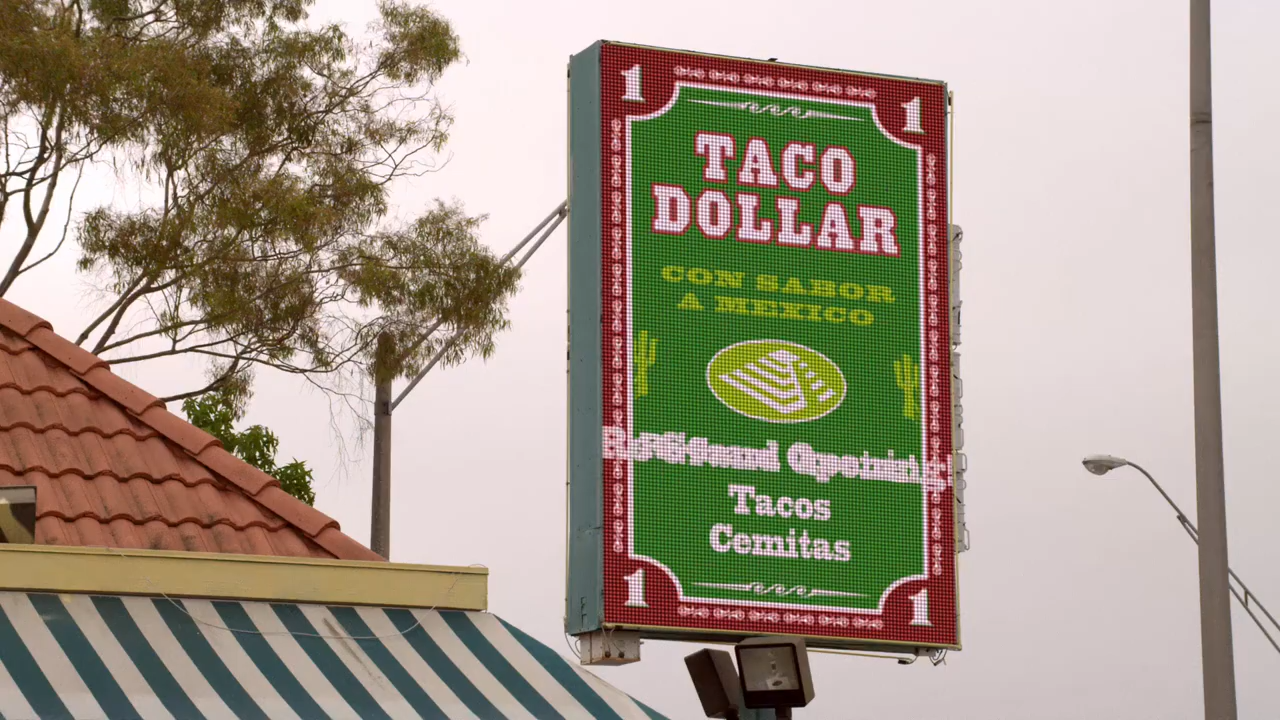 1
1
TACO
DOLLAR
CON SABOR
A MEXICO
Tacos
Cemitas
1
1